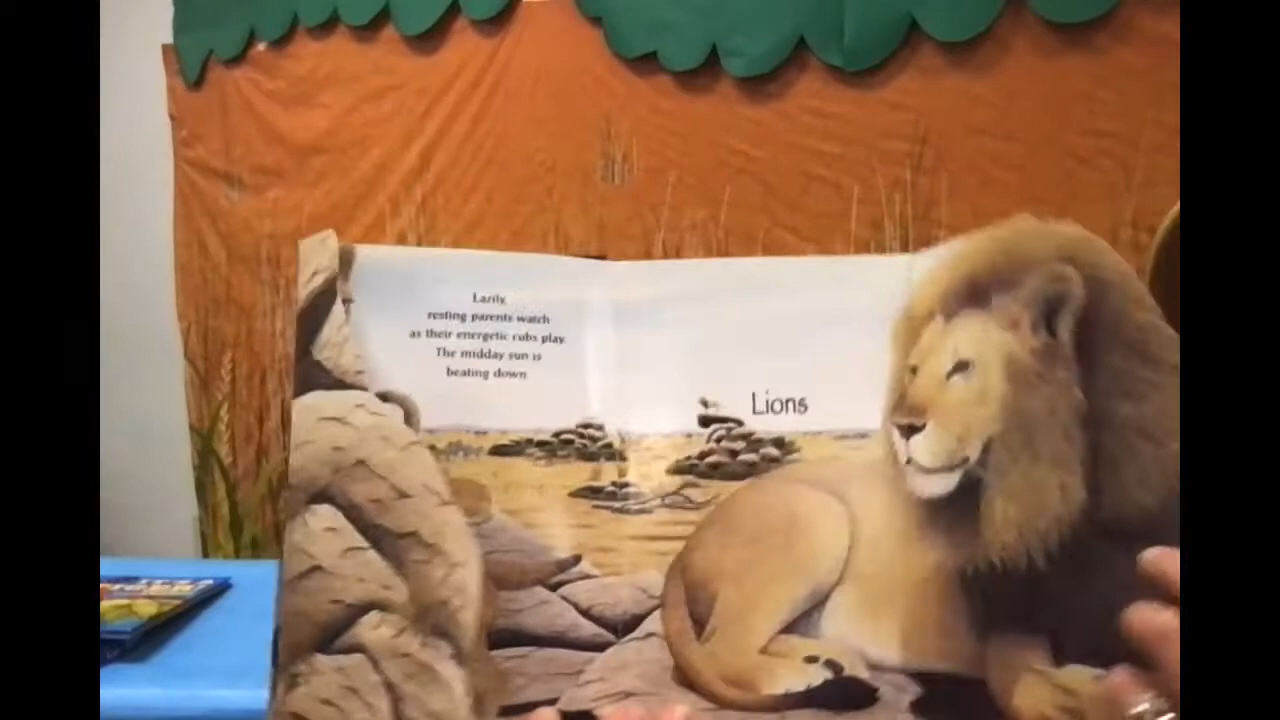 Lazily,
resting parents watch
as their energetic cubs play.
The midday sun is
beating down
Lions